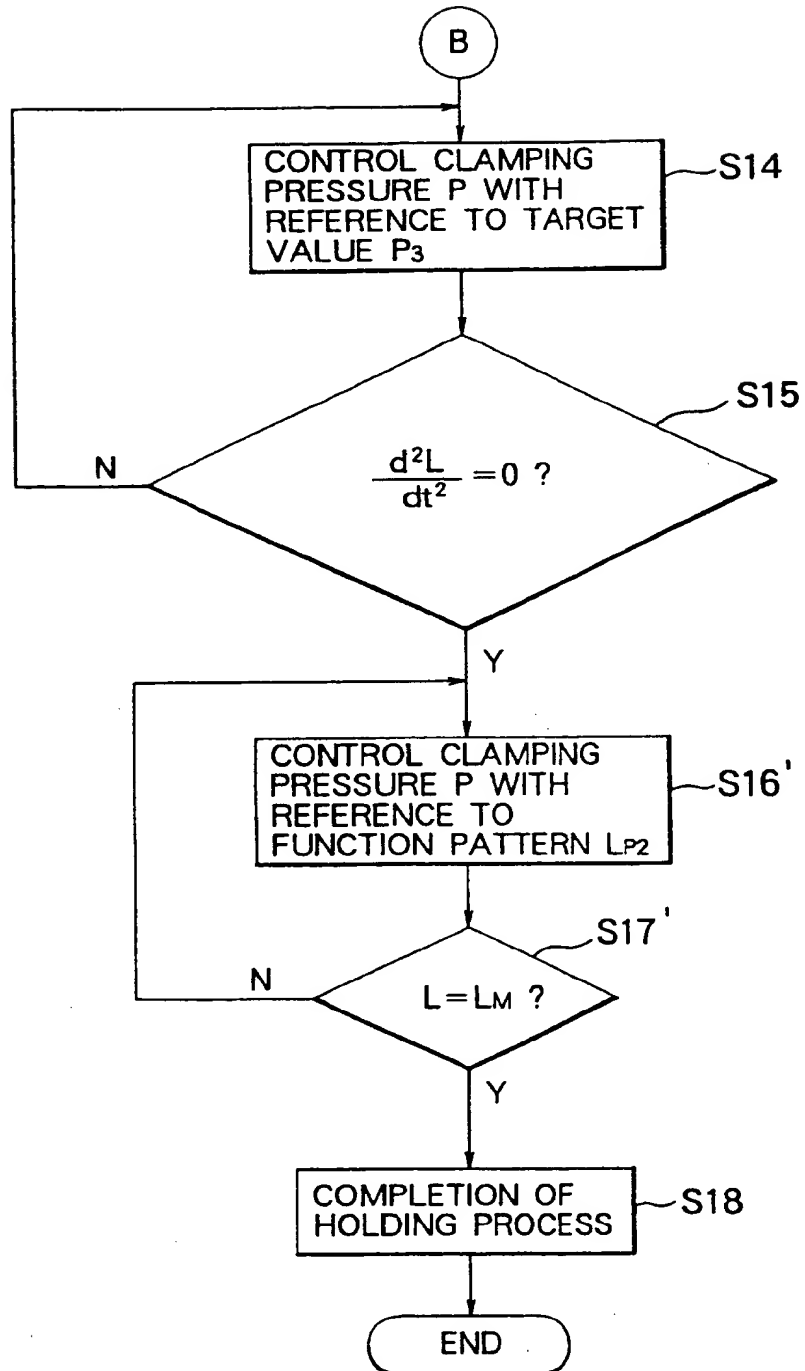 B
CONTROL CLAMPING
PRESSURE P WITH
REFERENCE TO TARGET
VALUE P3
S14
S15
d²L/dt² = 0 ?
N
Y
CONTROL CLAMPING
PRESSURE P WITH
REFERENCE TO
FUNCTION PATTERN LP2
S16'
S17'
L = LM ?
N
Y
COMPLETION OF
HOLDING PROCESS
S18
END